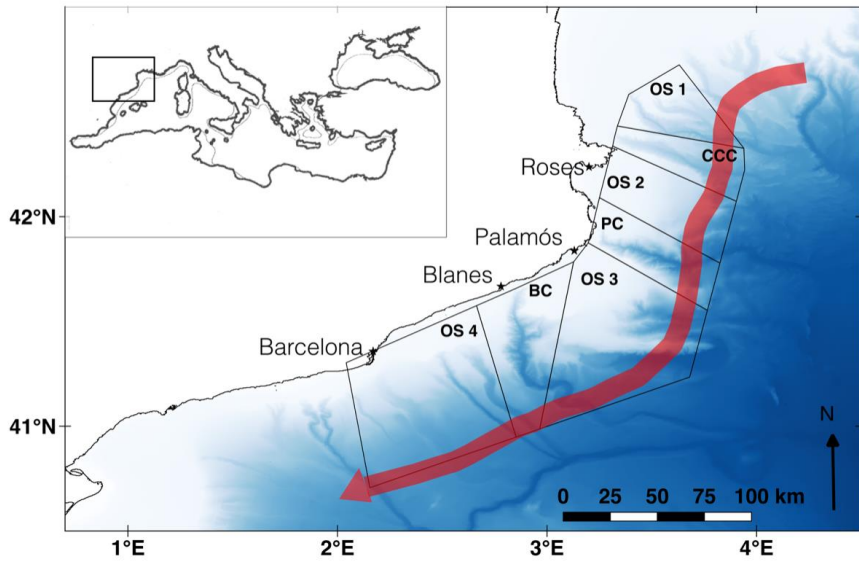 OS 1
CCC
Roses
OS 2
42°N
PC
Palamós
OS 3
Blanes
BC
OS 4
Barcelona
41°N
N
0 25 50 75 100 km
1°E 2°E 3°E 4°E